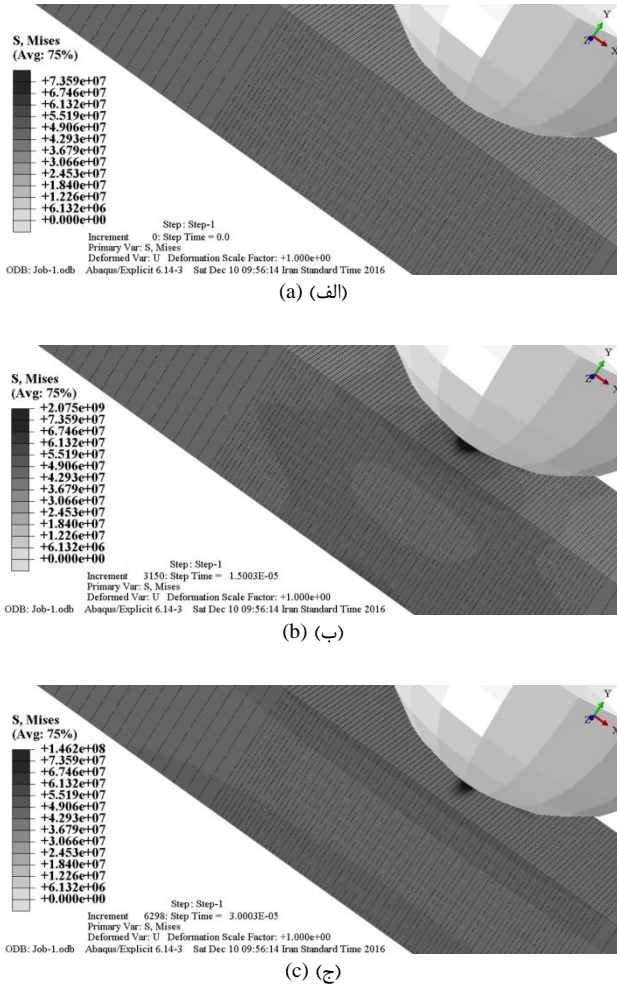 S, Mises
(Avg: 75%)
+7.359e+07
+6.746e+07
+6.132e+07
+5.519e+07
+4.906e+07
+4.293e+07
+3.679e+07
+3.066e+07
+2.453e+07
+1.840e+07
+1.226e+07
+6.132e+06
+0.000e+00
Y
Z
X
Step: Step-1
Increment 0: Step Time = 0.0
Primary Var: S, Mises
Deformed Var: U Deformation Scale Factor: +1.000e+00
ODB: Job-1.odb Abaqus/Explicit 6.14-3 Sat Dec 10 09:56:14 Iran Standard Time 2016
(a) (الف)
S, Mises
(Avg: 75%)
+2.075e+09
+7.359e+07
+6.746e+07
+6.132e+07
+5.519e+07
+4.906e+07
+4.293e+07
+3.679e+07
+3.066e+07
+2.453e+07
+1.840e+07
+1.226e+07
+6.132e+06
+0.000e+00
Y
Z
X
Step: Step-1
Increment 3150: Step Time = 1.5003E-05
Primary Var: S, Mises
Deformed Var: U Deformation Scale Factor: +1.000e+00
ODB: Job-1.odb Abaqus/Explicit 6.14-3 Sat Dec 10 09:56:14 Iran Standard Time 2016
(b) (ب)
S, Mises
(Avg: 75%)
+1.462e+08
+7.359e+07
+6.746e+07
+6.132e+07
+5.519e+07
+4.906e+07
+4.293e+07
+3.679e+07
+3.066e+07
+2.453e+07
+1.840e+07
+1.226e+07
+6.132e+06
+0.000e+00
Y
Z
X
Step: Step-1
Increment 6298: Step Time = 3.0003E-05
Primary Var: S, Mises
Deformed Var: U Deformation Scale Factor: +1.000e+00
ODB: Job-1.odb Abaqus/Explicit 6.14-3 Sat Dec 10 09:56:14 Iran Standard Time 2016
(c) (ج)